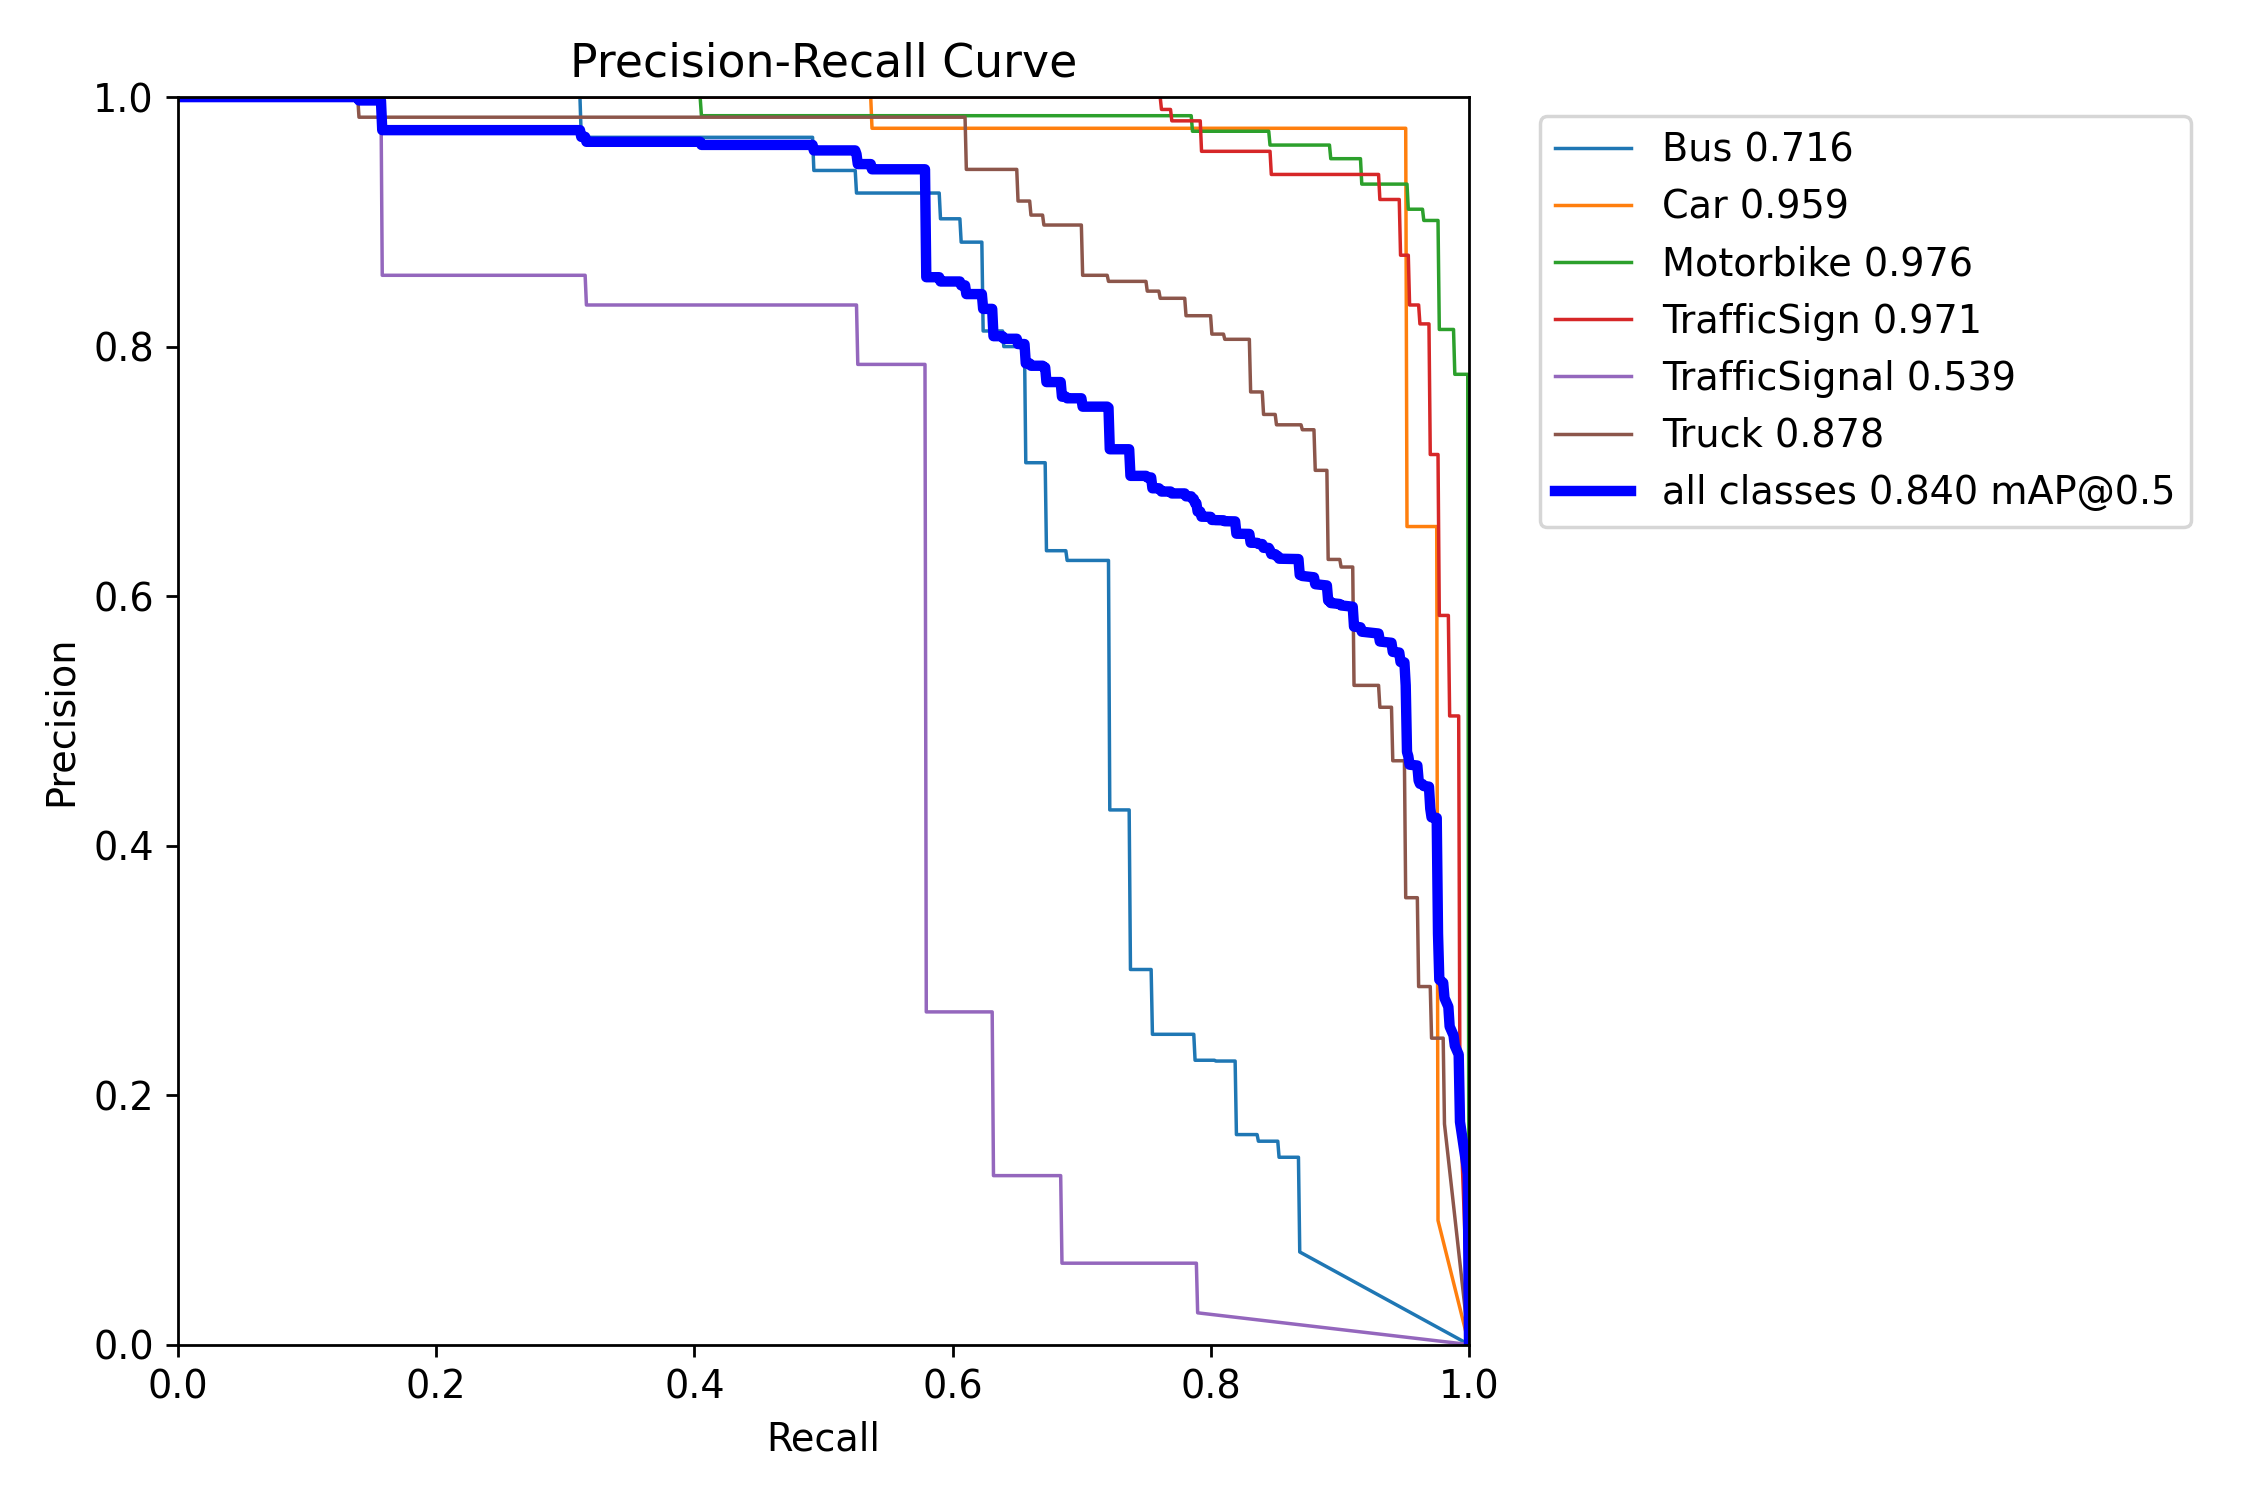 Precision-Recall Curve
1.0
0.8
0.6
0.4
0.2
0.0
Precision
0.0 0.2 0.4 0.6 0.8 1.0
Recall
Bus 0.716
Car 0.959
Motorbike 0.976
TrafficSign 0.971
TrafficSignal 0.539
Truck 0.878
all classes 0.840 mAP@0.5